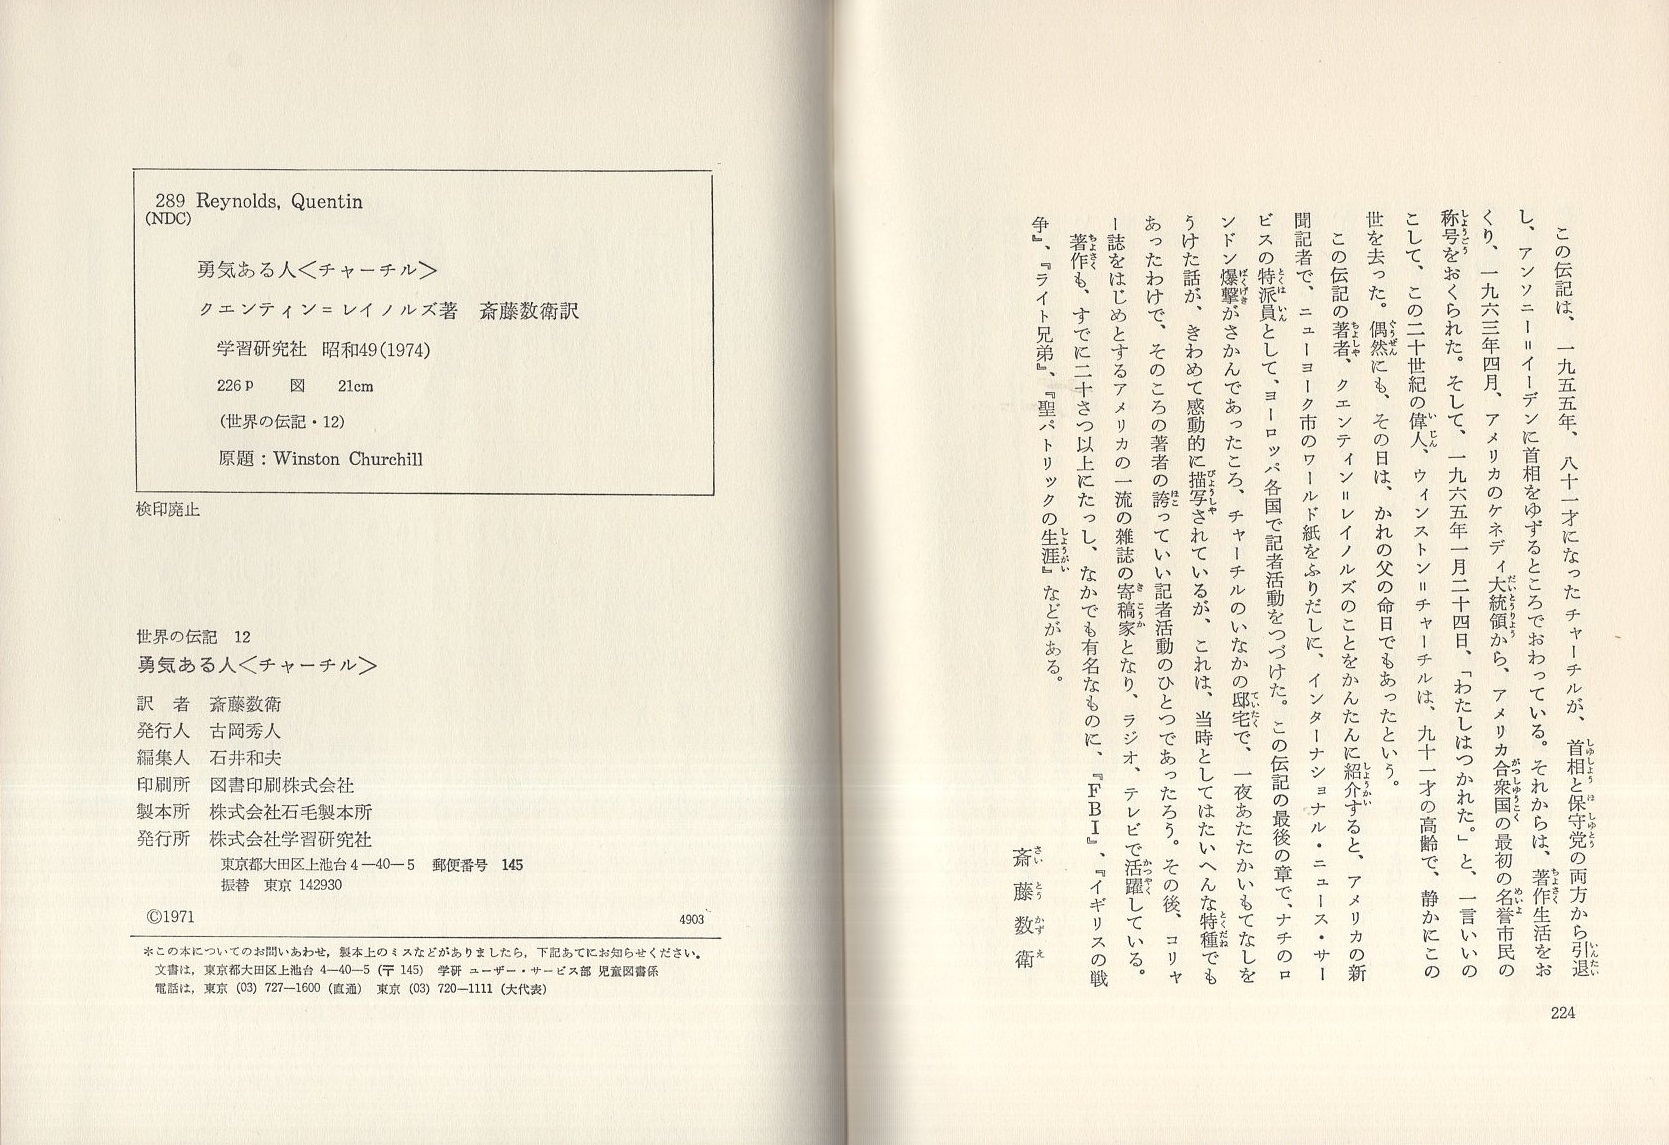 この伝記は、一九五五年、八十一才になったチャーチルが、首相と保守党の両方から引退
し、アンソニー＝イーデンに首相をゆずるところでおわっている。それからは、著作生活をお
くり、一九六三年四月、アメリカのケネディ大統領から、アメリカ合衆国の最初の名誉市民の
称号をおくられた。そして、一九六五年一月二十四日、「わたしはつかれた。」と、一言いいの
こして、この二十世紀の偉人、ウィンストン＝チャーチルは、九十一才の高齢で、静かにこの
世を去った。偶然にも、その日は、かれの父の命日でもあったという。
この伝記の著者、クエンティン＝レイノルズのことをかんたんに紹介すると、アメリカの新
聞記者で、ニューヨーク市のワールド紙をふりだしに、インターナショナル・ニュース・サー
ビスの特派員として、ヨーロッパ各国で記者活動をつづけた。この伝記の最後の章で、ナチのロ
ンドン爆撃がさかんであったころ、チャーチルのいなかの邸宅で、一夜あたたかいもてなしを
うけた話が、きわめて感動的に描写されているが、これは、当時としてはたいへんな特種でも
あったわけで、そのころの著者の誇っていい記者活動のひとつであったろう。その後、コリヤ
ー誌をはじめとするアメリカの一流の雑誌の寄稿家となり、ラジオ、テレビで活躍している。
著作も、すでに二十さつ以上にたっし、なかでも有名なものに、『ＦＢＩ』、『イギリスの戦
争』、『ライト兄弟』、『聖パトリックの生涯』などがある。
斎藤数衛
224
289 Reynolds, Quentin
(NDC)
勇気ある人＜チャーチル＞
クエンティン＝レイノルズ著　斎藤数衛訳
学習研究社　昭和49(1974)
226p　図　21cm
(世界の伝記・12)
原題：Winston Churchill
検印廃止
世界の伝記　12
勇気ある人＜チャーチル＞
訳　者　斎藤数衛
発行人　古岡秀人
編集人　石井和夫
印刷所　図書印刷株式会社
製本所　株式会社石毛製本所
発行所　株式会社学習研究社
東京都大田区上池台4—40—5　郵便番号　145
振替　東京 142930
©1971　4903
＊この本についてのお問いあわせ，製本上のミスなどがありましたら，下記あてにお知らせください。
文書は，東京都大田区上池台 4—40—5 (〒 145)　学研 ユーザー・サービス部 児童図書係
電話は，東京 (03) 727—1600 (直通)　東京 (03) 720—1111 (大代表)